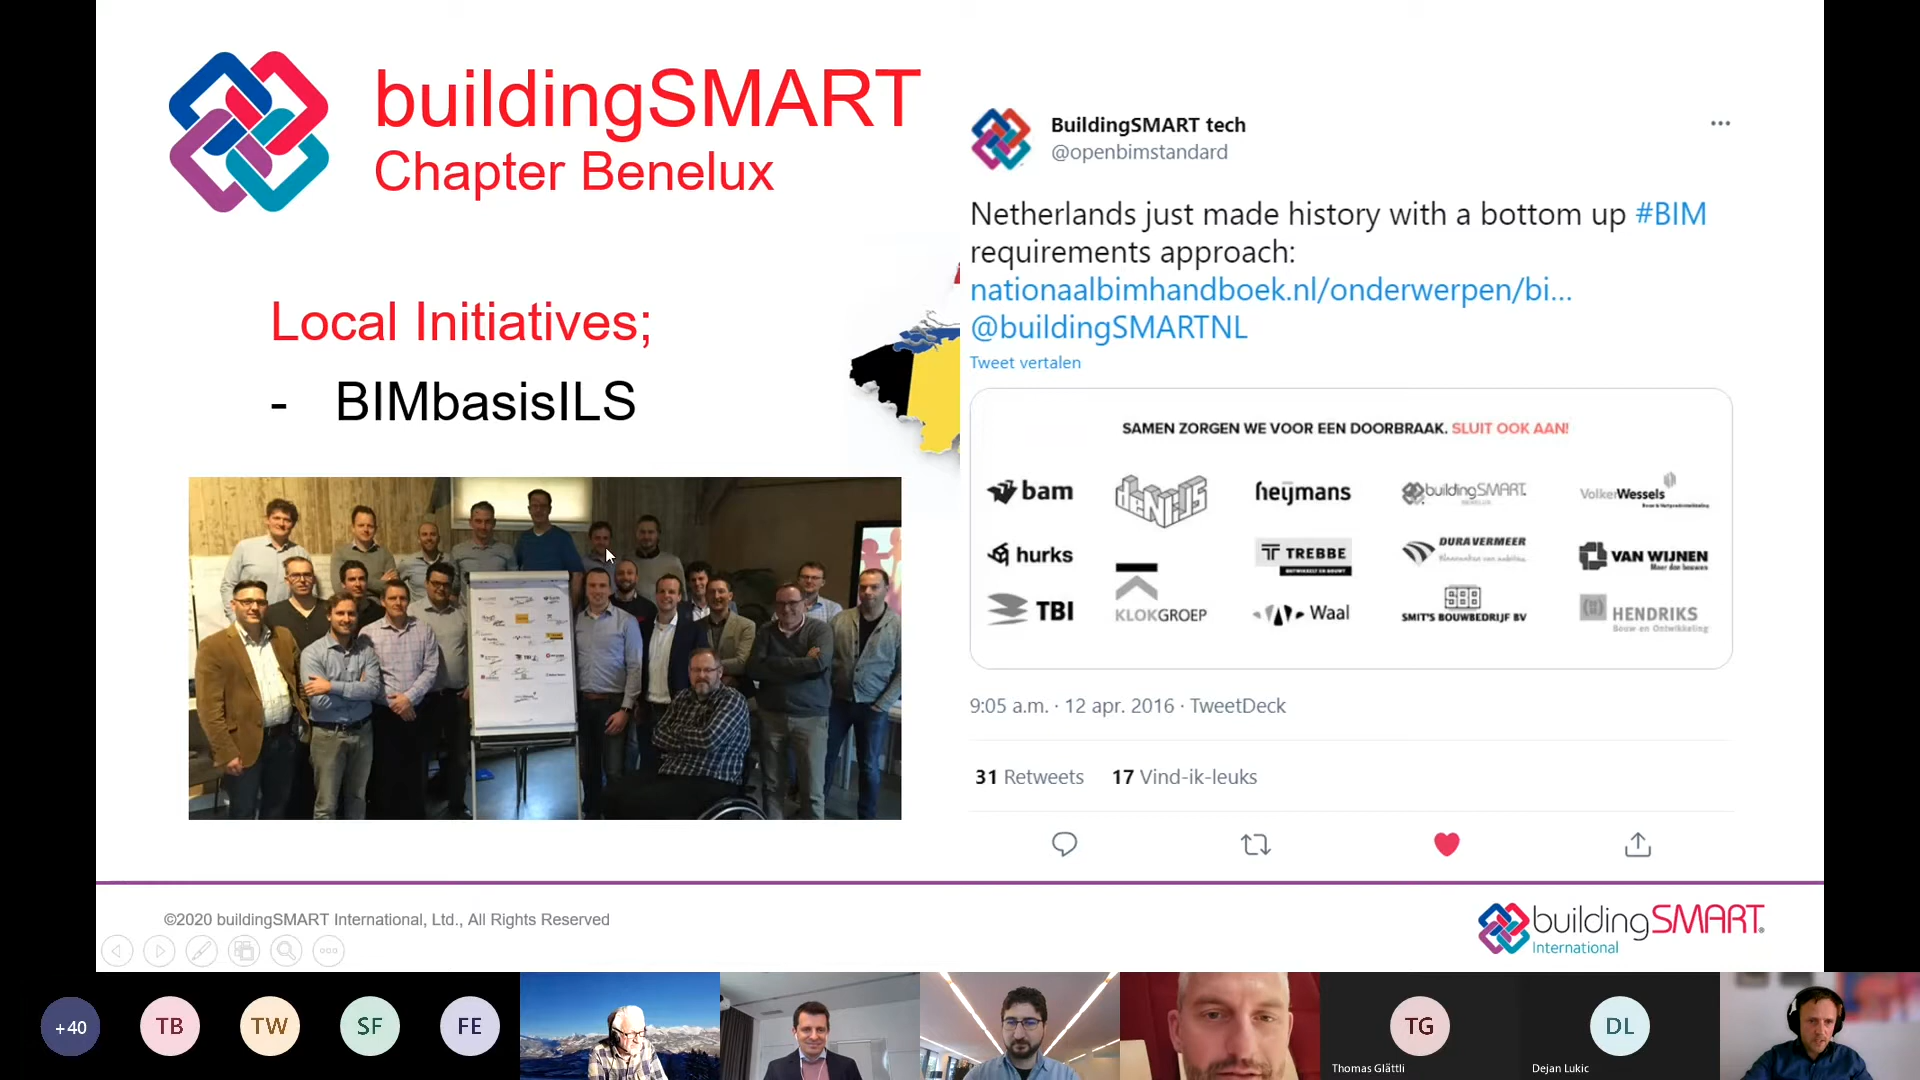 buildingSMART
Chapter Benelux
Local Initiatives;
- BIMbasisILS
BuildingSMART tech
@openbimstandard
Netherlands just made history with a bottom up #BIM
requirements approach:
nationaalbimhandboek.nl/onderwerpen/bi...
@buildingSMARTNL
Tweet vertalen
SAMEN ZORGEN WE VOOR EEN DOORBRAAK. SLUIT OOK AAN!
bam
deNijs
heijmans
buildingSMART.
BENELUX
VolkerWessels
Bouw & Vastgoedontwikkeling
hurks
TREBBE
ONTWIKKELT EN BOUWT
DURAVERMEER
VAN WIJNEN
Meer dan bouwen
TBI
KLOKGROEP
Waal
SMIT'S BOUWBEDRIJF BV
HENDRIKS
Bouw en Ontwikkeling
9:05 a.m. · 12 apr. 2016 · TweetDeck
31 Retweets 17 Vind-ik-leuks
©2020 buildingSMART International, Ltd., All Rights Reserved
buildingSMART®
International
+40
TB
TW
SF
FE
TG
Thomas Glättli
DL
Dejan Lukic